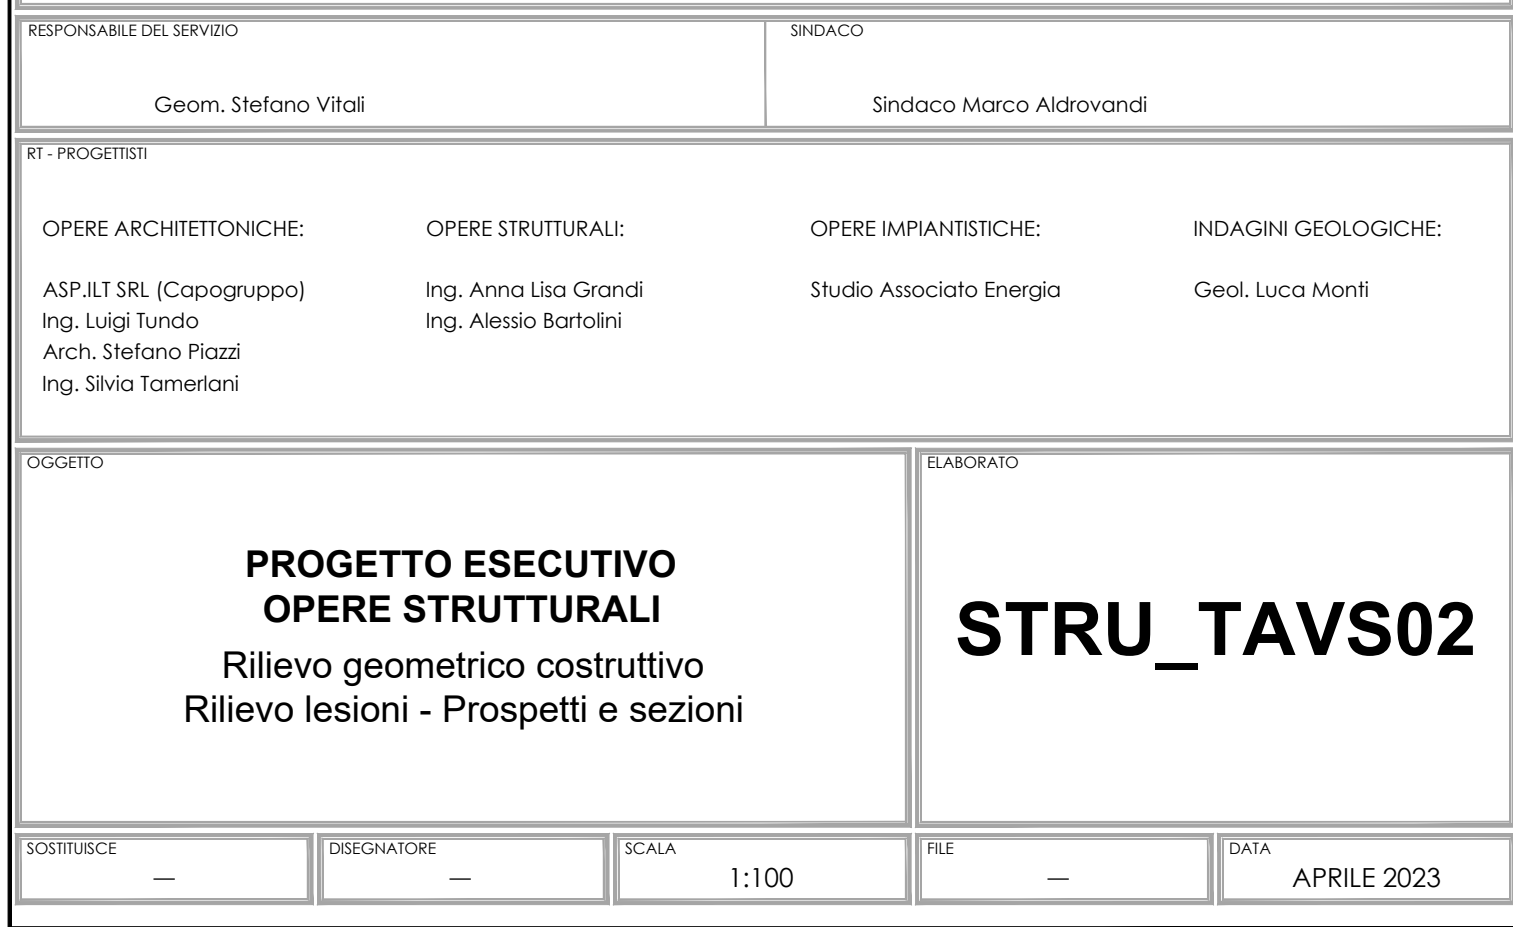 RESPONSABILE DEL SERVIZIO
Geom. Stefano Vitali
SINDACO
Sindaco Marco Aldrovandi
RT - PROGETTISTI
OPERE ARCHITETTONICHE:
ASP.ILT SRL (Capogruppo)
Ing. Luigi Tundo
Arch. Stefano Piazzi
Ing. Silvia Tamerlani
OPERE STRUTTURALI:
Ing. Anna Lisa Grandi
Ing. Alessio Bartolini
OPERE IMPIANTISTICHE:
Studio Associato Energia
INDAGINI GEOLOGICHE:
Geol. Luca Monti
OGGETTO
PROGETTO ESECUTIVO
OPERE STRUTTURALI
Rilievo geometrico costruttivo
Rilievo lesioni - Prospetti e sezioni
ELABORATO
STRU_TAVS02
SOSTITUISCE
—
DISEGNATORE
—
SCALA
1:100
FILE
—
DATA
APRILE 2023